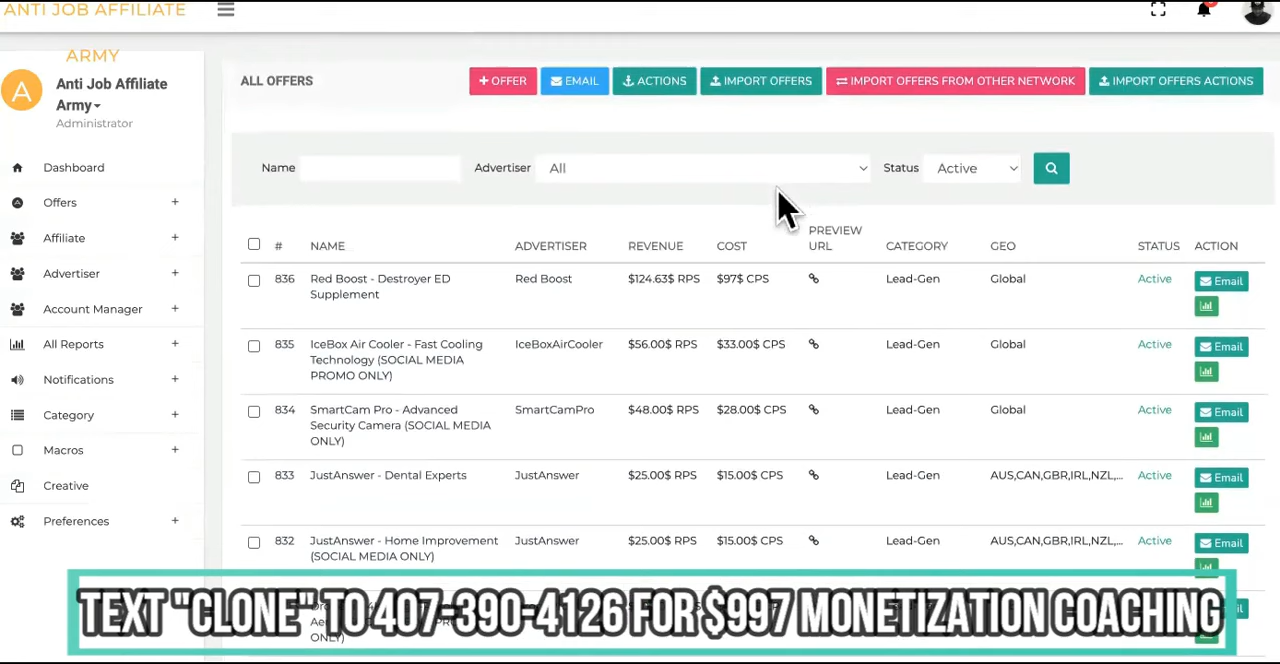 ANTI JOB AFFILIATE
ARMY
Anti Job Affiliate
Army
Administrator
A
Dashboard
Offers +
Affiliate +
Advertiser +
Account Manager +
All Reports +
Notifications +
Category +
Macros +
Creative
Preferences +
ALL OFFERS
+ OFFER EMAIL ACTIONS IMPORT OFFERS IMPORT OFFERS FROM OTHER NETWORK IMPORT OFFERS ACTIONS
Name Advertiser All Status Active
# NAME ADVERTISER REVENUE COST PREVIEW URL CATEGORY GEO STATUS ACTION
836 Red Boost - Destroyer ED Red Boost $124.63$ RPS $97$ CPS Lead-Gen Global Active Email
Supplement
835 IceBox Air Cooler - Fast Cooling IceBoxAirCooler $56.00$ RPS $33.00$ CPS Lead-Gen Global Active Email
Technology (SOCIAL MEDIA
PROMO ONLY)
834 SmartCam Pro - Advanced SmartCamPro $48.00$ RPS $28.00$ CPS Lead-Gen Global Active Email
Security Camera (SOCIAL MEDIA
ONLY)
833 JustAnswer - Dental Experts JustAnswer $25.00$ RPS $15.00$ CPS Lead-Gen AUS,CAN,GBR,IRL,NZL,... Active Email
832 JustAnswer - Home Improvement JustAnswer $25.00$ RPS $15.00$ CPS Lead-Gen AUS,CAN,GBR,IRL,NZL,... Active Email
(SOCIAL MEDIA ONLY)
TEXT "CLONE" TO 407-390-4126 FOR $997 MONETIZATION COACHING
ONLY)